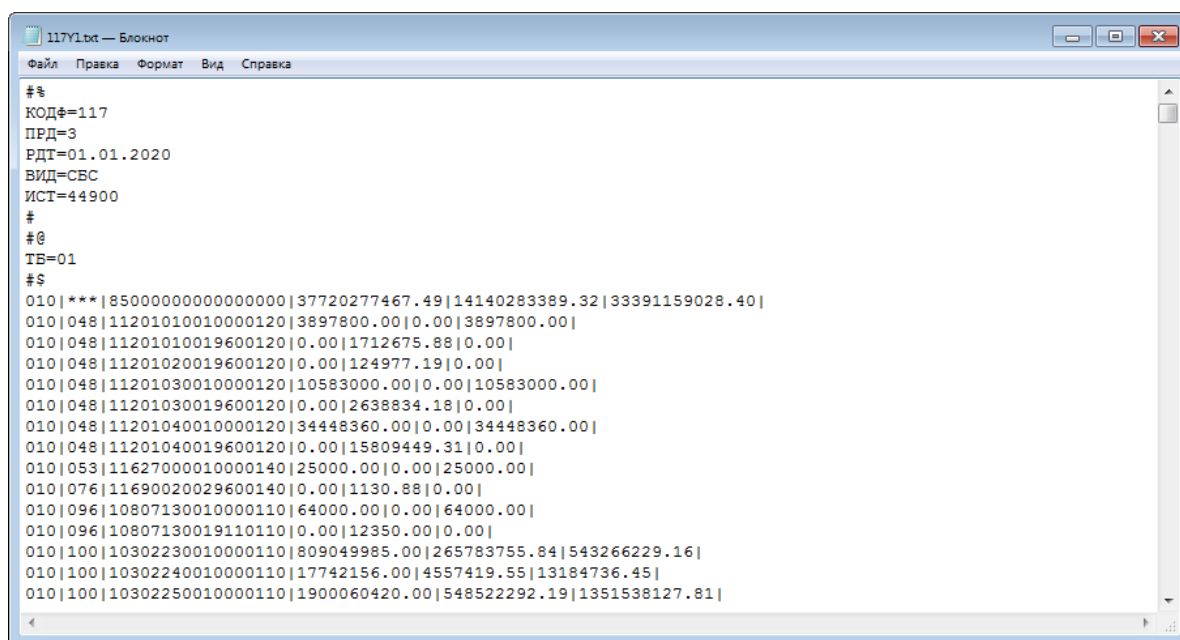 117Y1.txt — Блокнот
Файл Правка Формат Вид Справка
#%
КОДФ=117
ПРД=3
РДТ=01.01.2020
ВИД=СБС
ИСТ=44900
#
#@
ТБ=01
#$
010|***|85000000000000000|37720277467.49|14140283389.32|33391159028.40|
010|048|11201010010000120|3897800.00|0.00|3897800.00|
010|048|11201010019600120|0.00|1712675.88|0.00|
010|048|11201020019600120|0.00|124977.19|0.00|
010|048|11201030010000120|10583000.00|0.00|10583000.00|
010|048|11201030019600120|0.00|2638834.18|0.00|
010|048|11201040010000120|34448360.00|0.00|34448360.00|
010|048|11201040019600120|0.00|15809449.31|0.00|
010|053|11627000010000140|25000.00|0.00|25000.00|
010|076|11690020029600140|0.00|1130.88|0.00|
010|096|10807130010000110|64000.00|0.00|64000.00|
010|096|10807130019110110|0.00|12350.00|0.00|
010|100|10302230010000110|809049985.00|265783755.84|543266229.16|
010|100|10302240010000110|17742156.00|4557419.55|13184736.45|
010|100|10302250010000110|1900060420.00|548522292.19|1351538127.81|